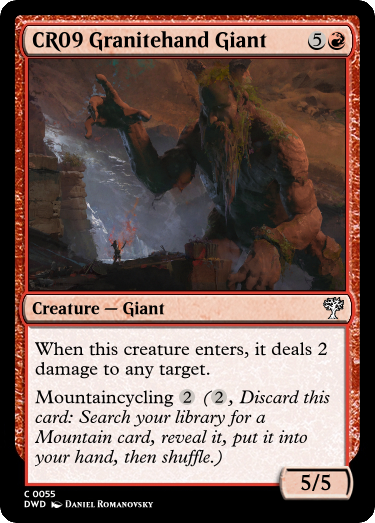 CR09 Granitehand Giant 5
Creature — Giant
When this creature enters, it deals 2
damage to any target.
Mountaincycling 2 (2, Discard this
card: Search your library for a
Mountain card, reveal it, put it into
your hand, then shuffle.)
5/5
C 0055
DWD Daniel Romanovsky